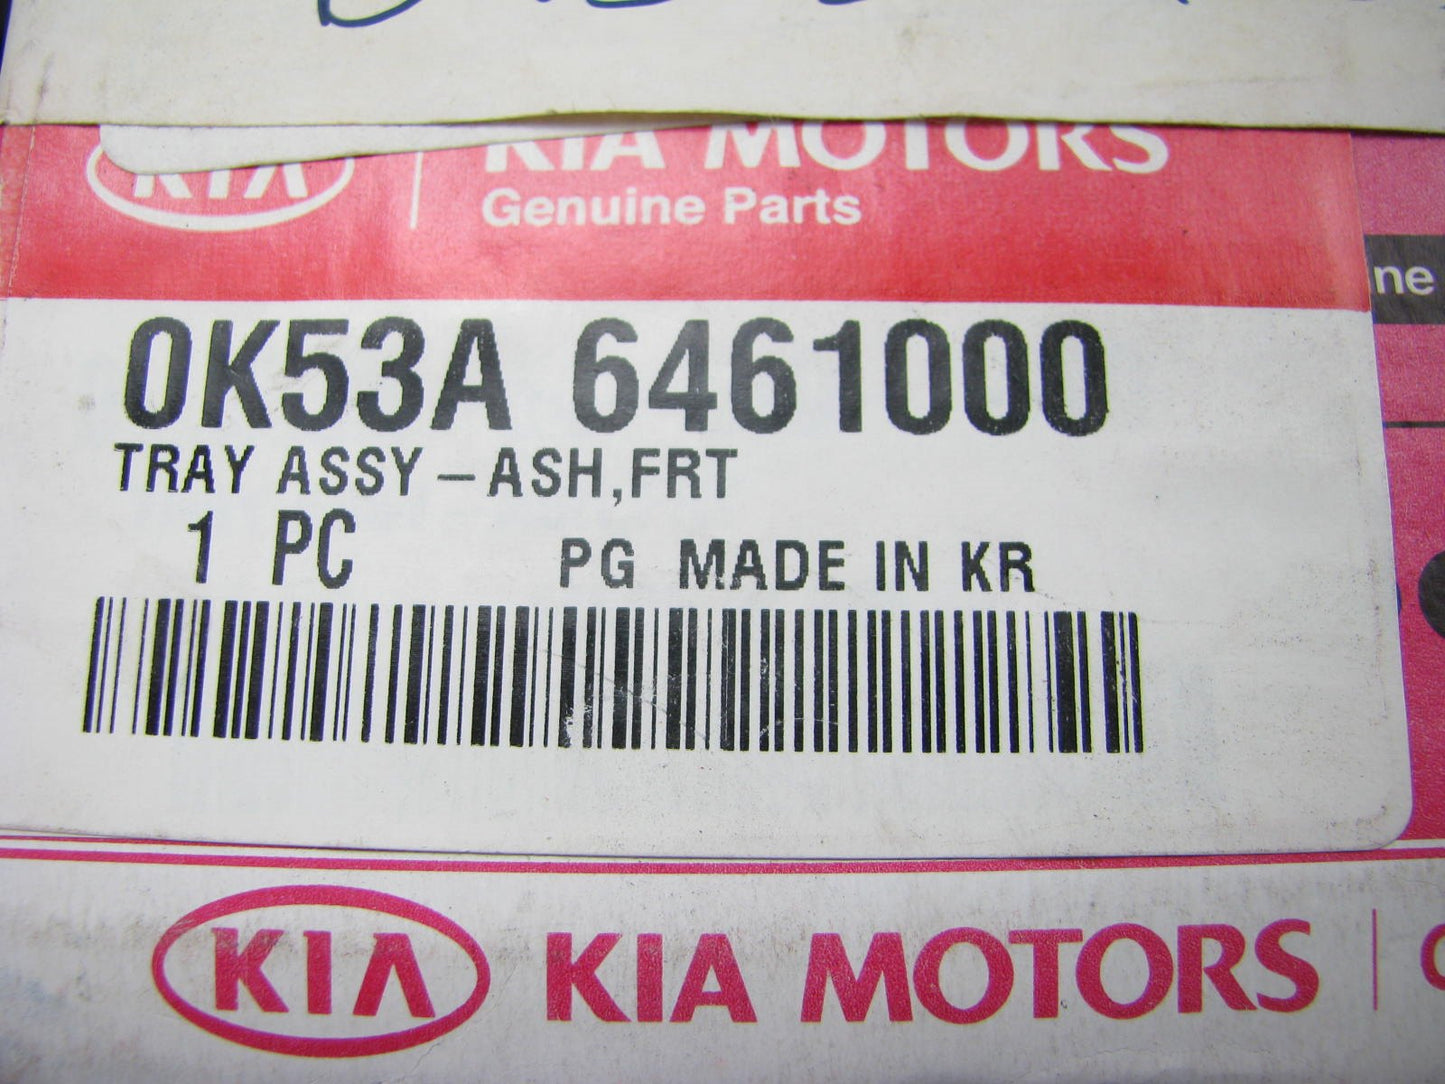 KIA
KIA MOTORS
Genuine Parts
ne
0K53A 6461000
TRAY ASSY-ASH,FRT
1 PC
PG MADE IN KR
KIA
KIA MOTORS